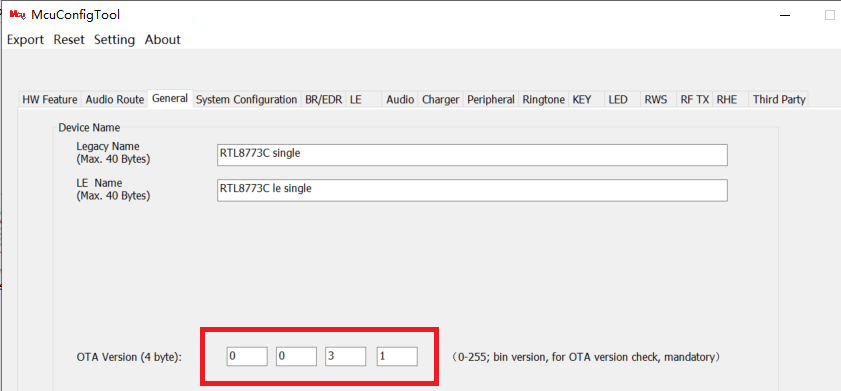 Mcu McuConfigTool
Export Reset Setting About
HW Feature Audio Route General System Configuration BR/EDR LE Audio Charger Peripheral Ringtone KEY LED RWS RF TX RHE Third Party
Device Name
Legacy Name
(Max. 40 Bytes)
RTL8773C single
LE Name
(Max. 40 Bytes)
RTL8773C le single
OTA Version (4 byte): 0 0 3 1 （0-255; bin version, for OTA version check, mandatory）